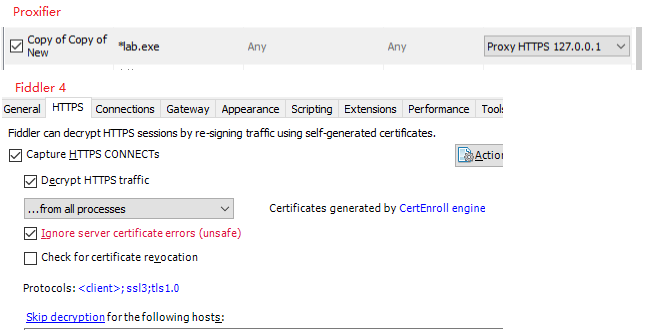 Proxifier
Copy of Copy of New *lab.exe Any Any Proxy HTTPS 127.0.0.1
Fiddler 4
General HTTPS Connections Gateway Appearance Scripting Extensions Performance Tools
Fiddler can decrypt HTTPS sessions by re-signing traffic using self-generated certificates.
Capture HTTPS CONNECTs Action
Decrypt HTTPS traffic
...from all processes Certificates generated by CertEnroll engine
Ignore server certificate errors (unsafe)
Check for certificate revocation
Protocols: <client>; ssl3;tls1.0
Skip decryption for the following hosts: